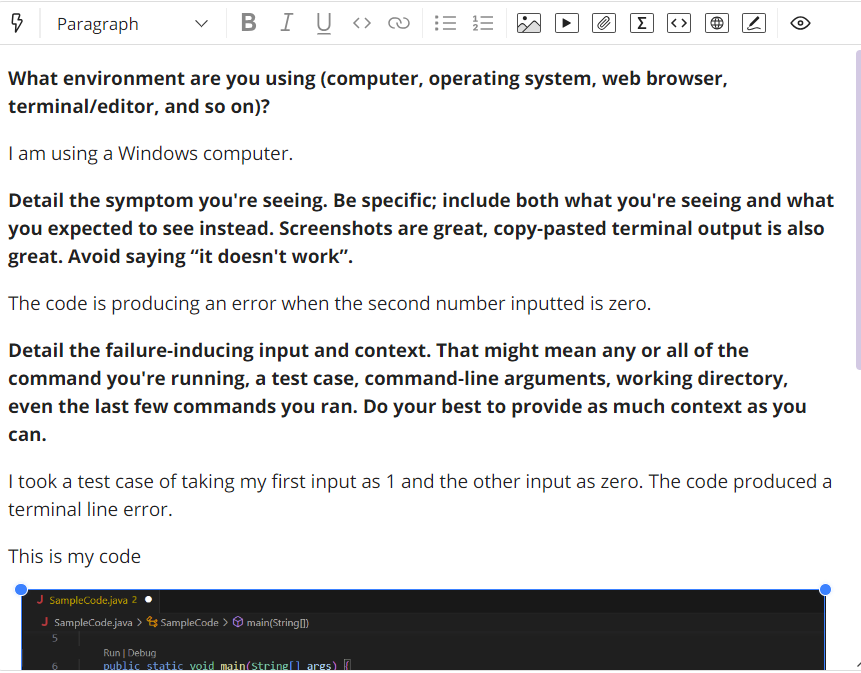 Paragraph B I U
What environment are you using (computer, operating system, web browser,
terminal/editor, and so on)?
I am using a Windows computer.
Detail the symptom you're seeing. Be specific; include both what you're seeing and what
you expected to see instead. Screenshots are great, copy-pasted terminal output is also
great. Avoid saying “it doesn't work”.
The code is producing an error when the second number inputted is zero.
Detail the failure-inducing input and context. That might mean any or all of the
command you're running, a test case, command-line arguments, working directory,
even the last few commands you ran. Do your best to provide as much context as you
can.
I took a test case of taking my first input as 1 and the other input as zero. The code produced a
terminal line error.
This is my code
J SampleCode.java 2 ●
J SampleCode.java > SampleCode > main(String[])
5
Run | Debug
6 public static void main(String[] args) {